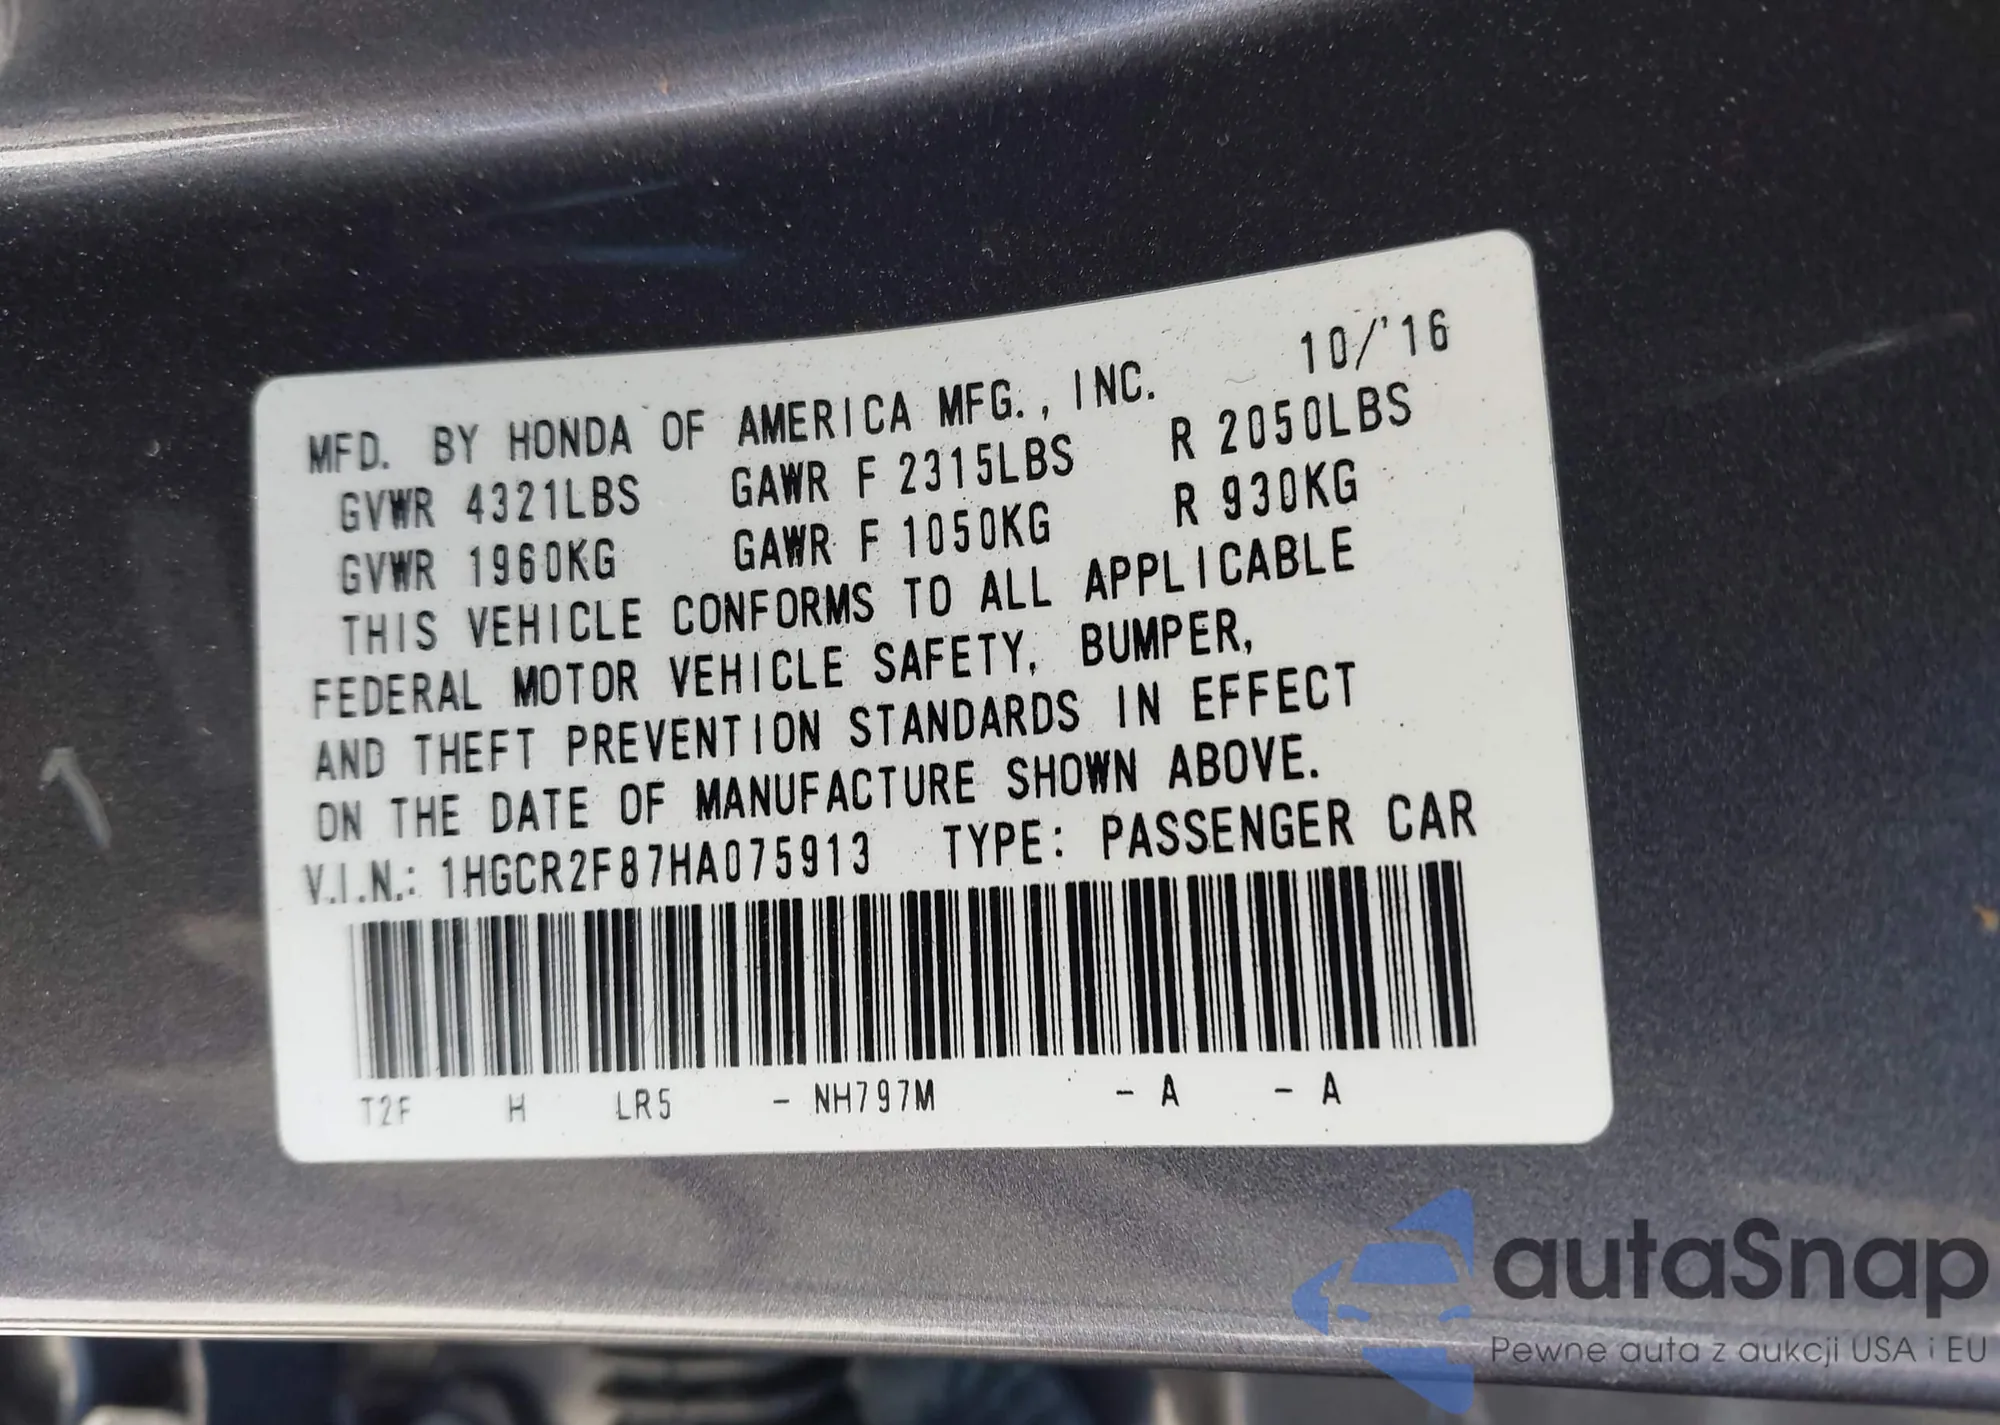 MFD. BY HONDA OF AMERICA MFG., INC. 10/'16
GVWR 4321LBS GAWR F 2315LBS R 2050LBS
GVWR 1960KG GAWR F 1050KG R 930KG
THIS VEHICLE CONFORMS TO ALL APPLICABLE
FEDERAL MOTOR VEHICLE SAFETY, BUMPER,
AND THEFT PREVENTION STANDARDS IN EFFECT
ON THE DATE OF MANUFACTURE SHOWN ABOVE.
V.I.N.: 1HGCR2F87HA075913 TYPE: PASSENGER CAR
T2F H LR5 - NH797M - A - A
autaSnap
Pewne auta z aukcji USA i EU